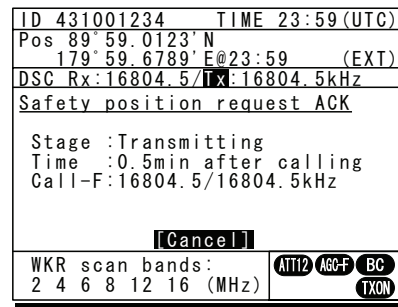 ID 431001234 TIME 23:59(UTC)
Pos 89°59.0123'N
179°59.6789'E@23:59 (EXT)
DSC Rx:16804.5/Tx:16804.5kHz
Safety position request ACK
Stage :Transmitting
Time :0.5min after calling
Call-F:16804.5/16804.5kHz
[Cancel]
WKR scan bands: ATT12 AGC-F BC
2 4 6 8 12 16 (MHz) TXON